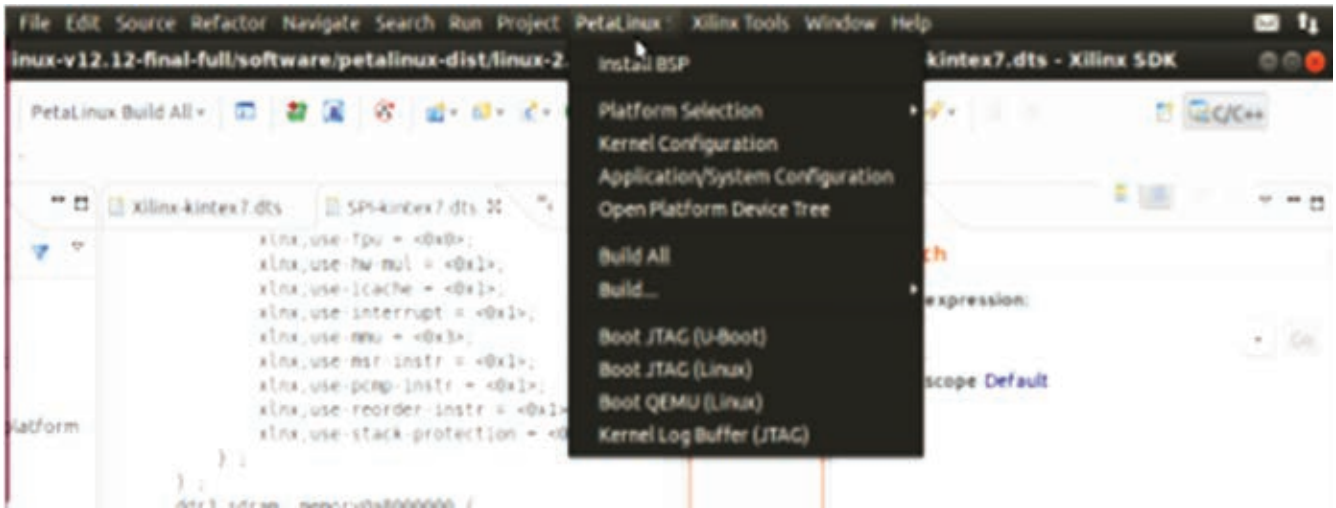 File Edit Source Refactor Navigate Search Run Project PetaLinux Xilinx Tools Window Help
inux-v12.12-final-full/software/petalinux-dist/linux-2. kintex7.dts - Xilinx SDK
PetaLinux Build All C/C++
Xilinx-kintex7.dts SPI-kintex7.dts
xlnx,use-fpu = <0x0>;
xlnx,use-hw-mul = <0x1>;
xlnx,use-icache = <0x1>;
xlnx,use-interrupt = <0x1>;
xlnx,use-mmu = <0x3>;
xlnx,use-msr-instr = <0x1>;
xlnx,use-pcmp-instr = <0x1>;
xlnx,use-reorder-instr = <0x1>
xlnx,use-stack-protection = <0
) ;
) ;
latform
Install BSP
Platform Selection
Kernel Configuration
Application/System Configuration
Open Platform Device Tree
Build All
Build...
Boot JTAG (U-Boot)
Boot JTAG (Linux)
Boot QEMU (Linux)
Kernel Log Buffer (JTAG)
th
expression:
Go
scope Default